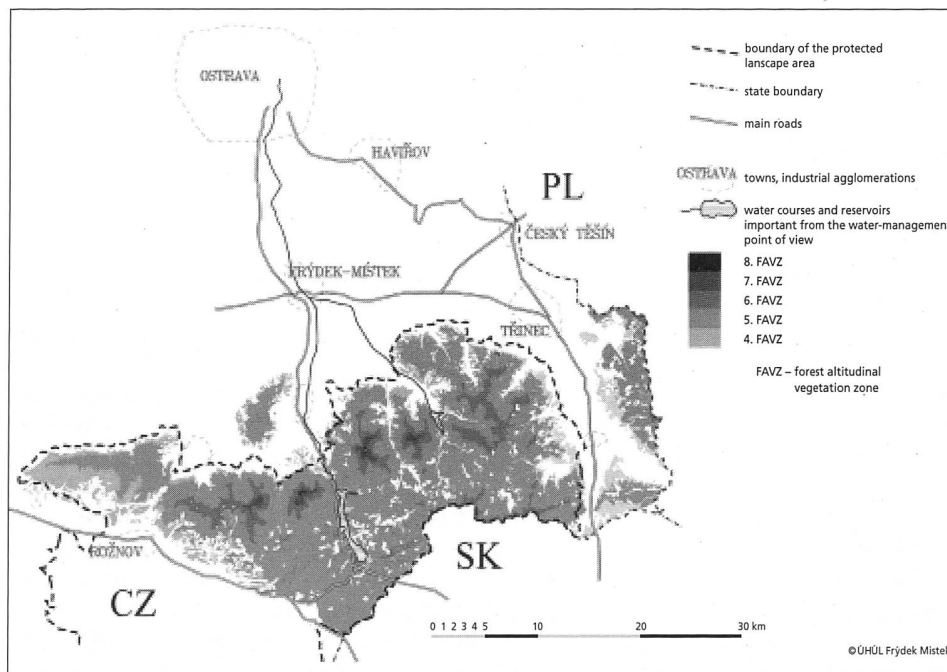 boundary of the protected
lanscape area
state boundary
main roads
OSTRAVA towns, industrial agglomerations
water courses and reservoirs
important from the water-managemen
point of view
8. FAVZ
7. FAVZ
6. FAVZ
5. FAVZ
4. FAVZ
FAVZ – forest altitudinal
vegetation zone
OSTRAVA
HAVÍŘOV
PL
ČESKÝ TĚŠÍN
FRÝDEK-MÍSTEK
TŘINEC
ROŽNOV
SK
CZ
0 1 2 3 4 5 10 20 30 km
©ÚHÚL Frýdek Míste